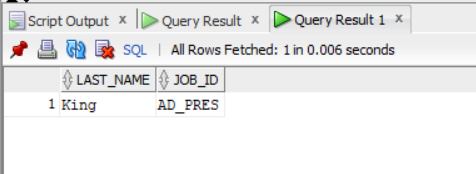 Script Output x Query Result x Query Result 1 x
SQL | All Rows Fetched: 1 in 0.006 seconds
LAST_NAME JOB_ID
1 King AD_PRES